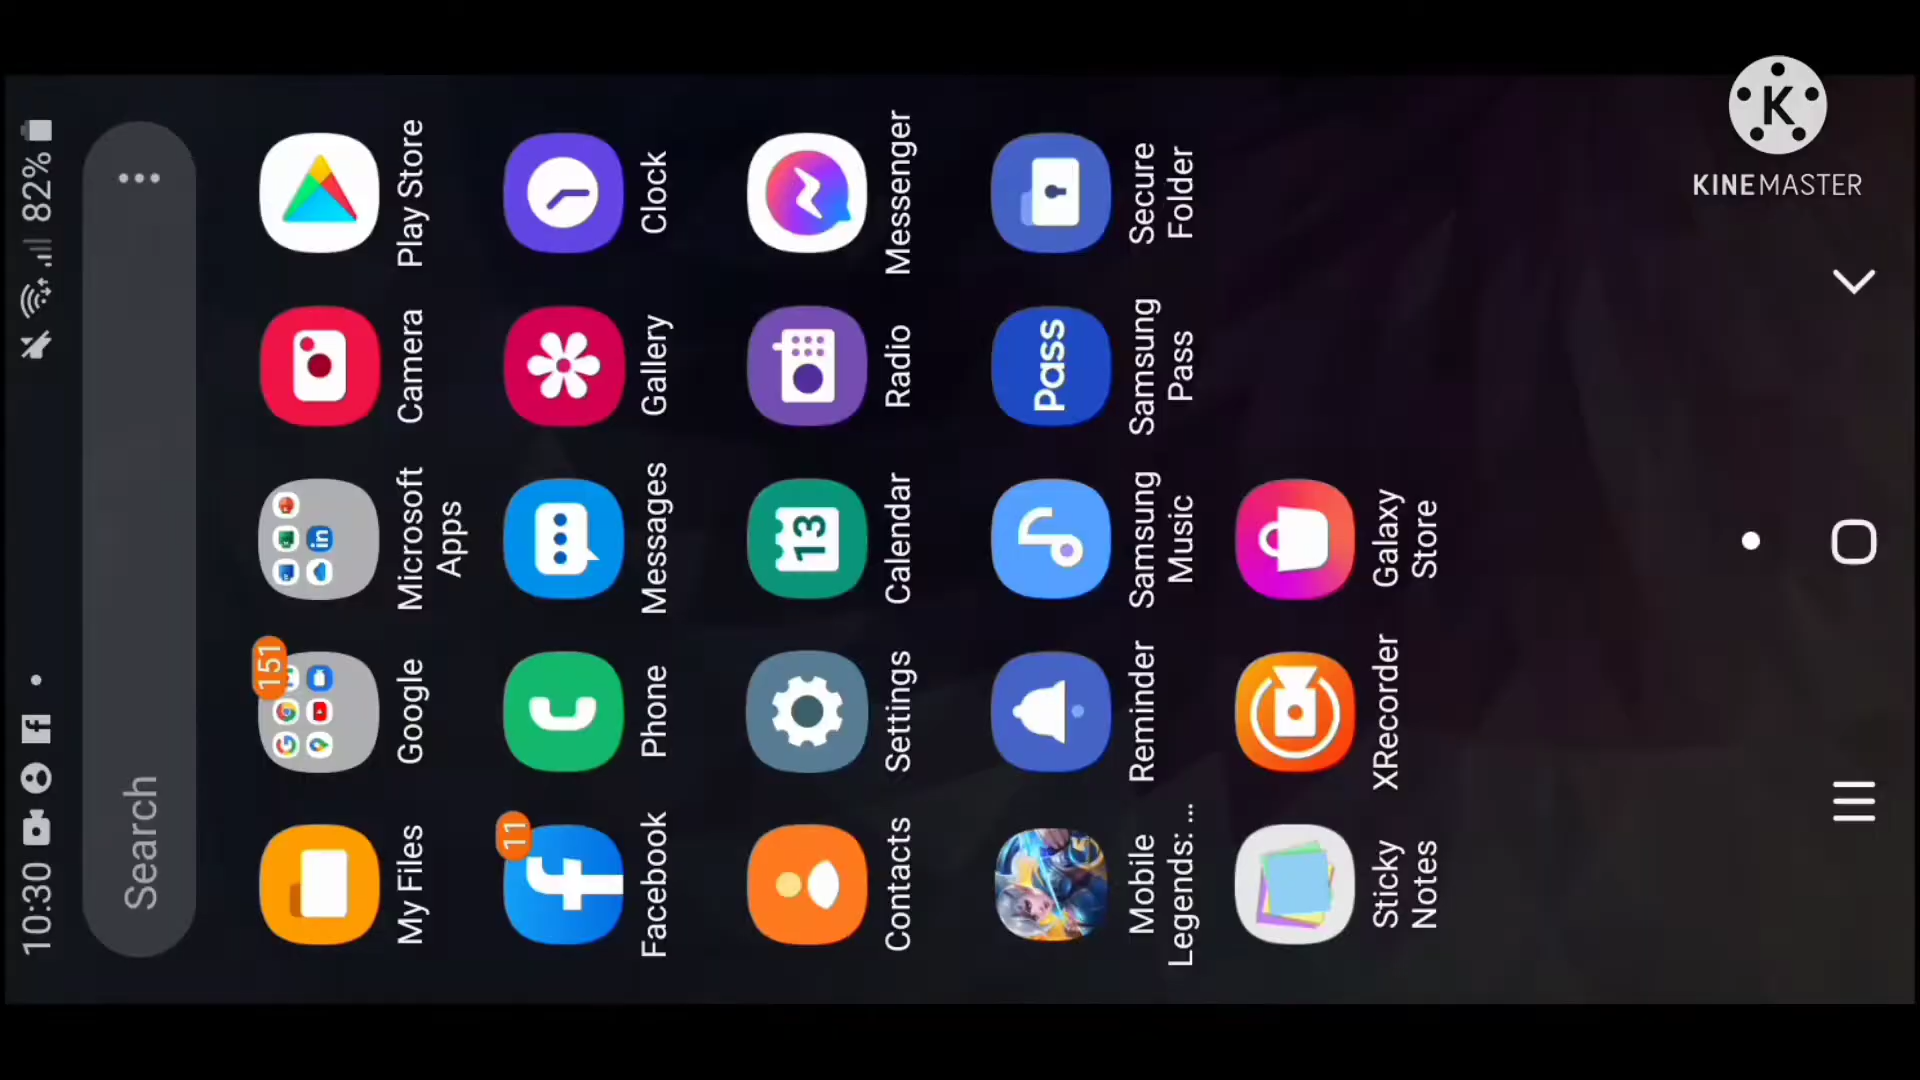 10:30
82%
Search
151
My Files
Google
Microsoft
Apps
Camera
Play Store
11
Facebook
Phone
Messages
Gallery
Clock
Contacts
Settings
13
Calendar
Radio
Messenger
Mobile
Legends: ...
Reminder
Samsung
Music
Pass
Samsung
Pass
Secure
Folder
Sticky
Notes
XRecorder
Galaxy
Store
K
KINEMASTER